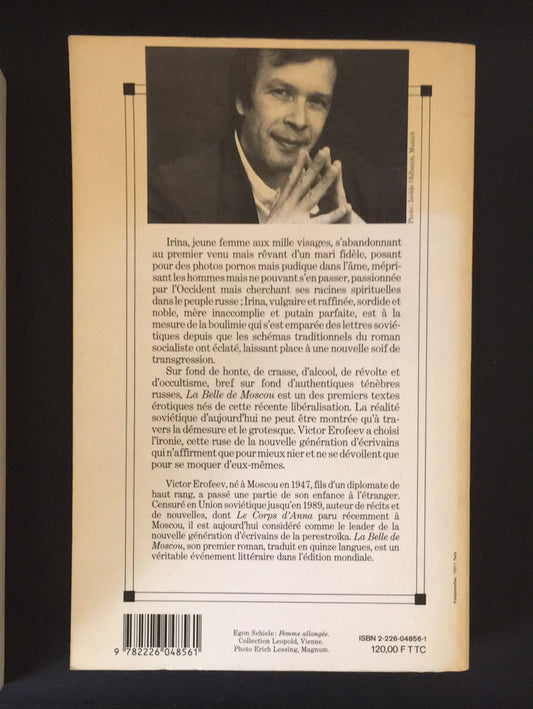 Photo: Isolde Ohlbaum, Munich
Irina, jeune femme aux mille visages, s'abandonnant
au premier venu mais rêvant d'un mari fidèle, posant
pour des photos pornos mais pudique dans l'âme, mépri-
sant les hommes mais ne pouvant s'en passer, passionnée
par l'Occident mais cherchant ses racines spirituelles
dans le peuple russe ; Irina, vulgaire et raffinée, sordide et
noble, mère inaccomplie et putain parfaite, est à la
mesure de la boulimie qui s'est emparée des lettres sovié-
tiques depuis que les schémas traditionnels du roman
socialiste ont éclaté, laissant place à une nouvelle soif de
transgression.
Sur fond de honte, de crasse, d'alcool, de révolte et
d'occultisme, bref sur fond d'authentiques ténèbres
russes, La Belle de Moscou est un des premiers textes
érotiques nés de cette récente libéralisation. La réalité
soviétique d'aujourd'hui ne peut être montrée qu'à tra-
vers la démesure et le grotesque. Victor Erofeev a choisi
l'ironie, cette ruse de la nouvelle génération d'écrivains
qui n'affirment que pour mieux nier et ne se dévoilent que
pour se moquer d'eux-mêmes.
Victor Erofeev, né à Moscou en 1947, fils d'un diplomate de
haut rang, a passé une partie de son enfance à l'étranger.
Censuré en Union soviétique jusqu'en 1989, auteur de récits et
de nouvelles, dont Le Corps d'Anna paru récemment à
Moscou, il est aujourd'hui considéré comme le leader de la
nouvelle génération d'écrivains de la perestroïka. La Belle de
Moscou, son premier roman, traduit en quinze langues, est un
véritable événement littéraire dans l'édition mondiale.
Egon Schiele : Femme allongée.
Collection Leopold, Vienne.
Photo Erich Lessing, Magnum.
9 782226 048561
ISBN 2-226-04856-1
120,00 F TTC